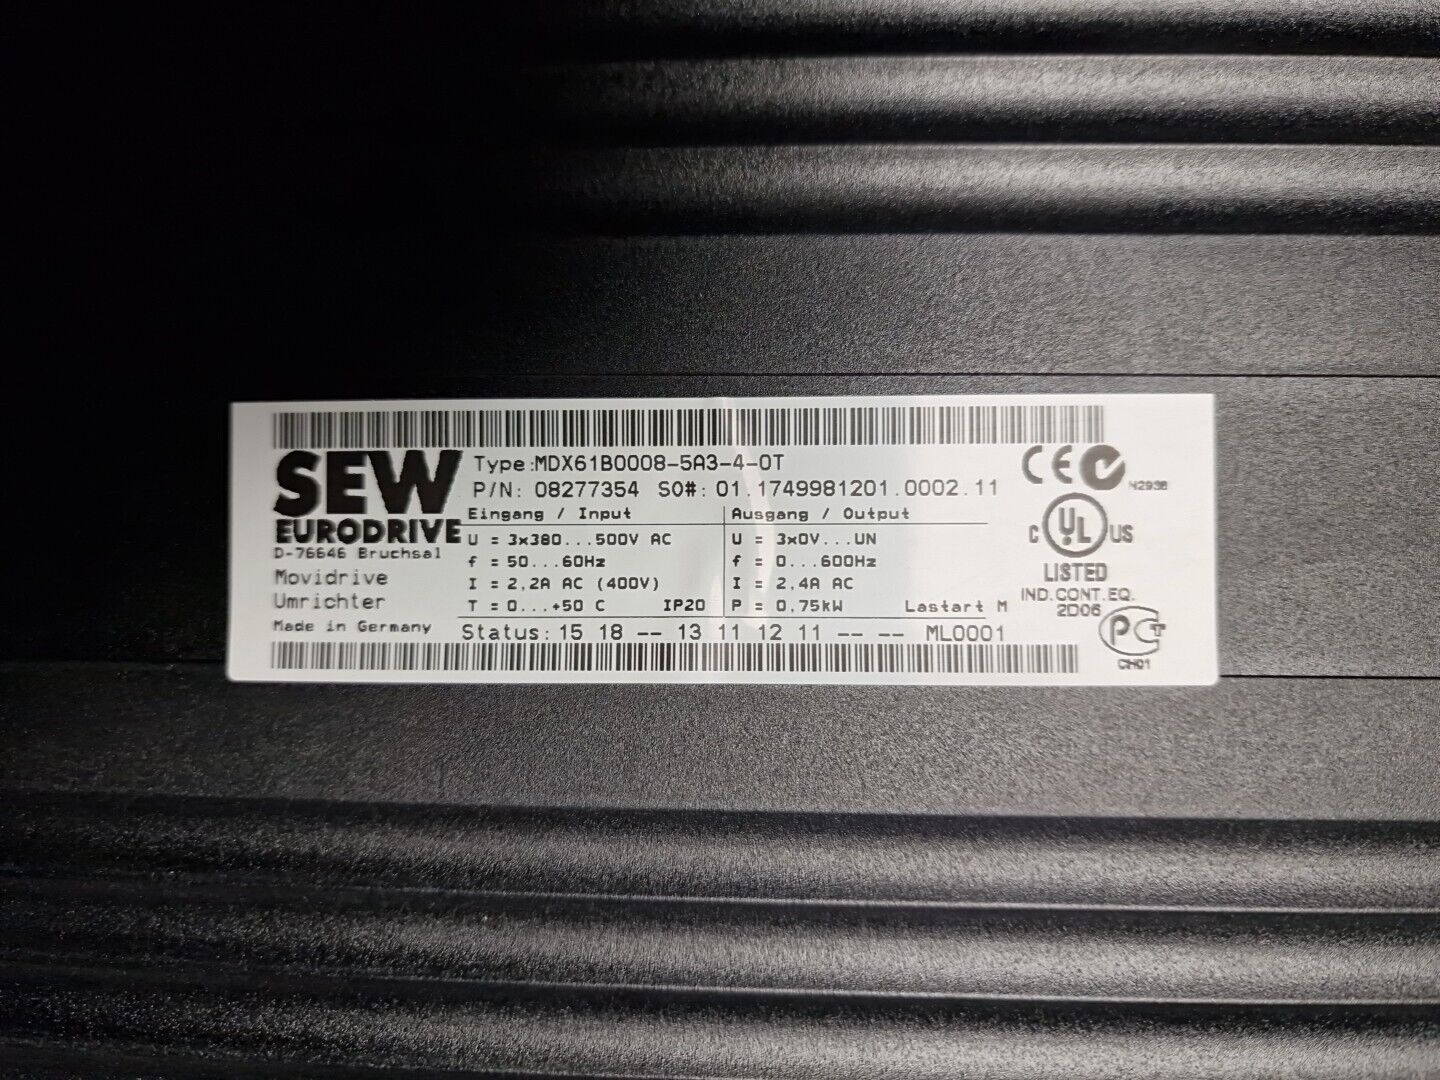 Type:MDX61B0008-5A3-4-0T
P/N: 08277354 SO#: 01.1749981201.0002.11
SEW
EURODRIVE
D-76646 Bruchsal
Movidrive
Umrichter
Made in Germany
Eingang / Input
U = 3x380...500V AC
f = 50...60Hz
I = 2,2A AC (400V)
T = 0...+50 C IP20
Ausgang / Output
U = 3x0V...UN
f = 0...600Hz
I = 2,4A AC
P = 0,75kW Lastart M
Status: 15 18 -- 13 11 12 11 -- -- ML0001
CE
N2936
C UL US
LISTED
IND.CONT.EQ.
2D06
PCT
CH01